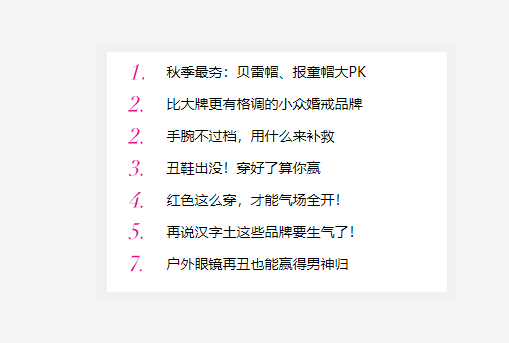 1. 秋季最夯：贝雷帽、报童帽大PK
2. 比大牌更有格调的小众婚戒品牌
2. 手腕不过档，用什么来补救
3. 丑鞋出没！穿好了算你赢
4. 红色这么穿，才能气场全开！
5. 再说汉字土这些品牌要生气了！
7. 户外眼镜再丑也能赢得男神归